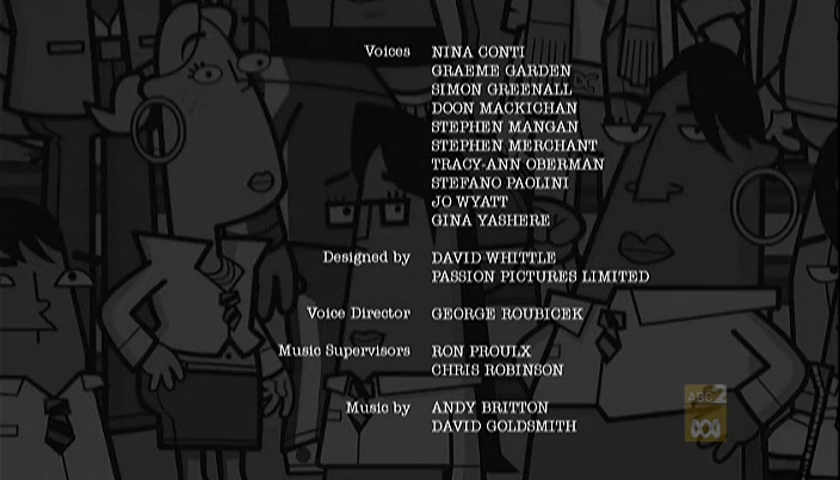 Voices NINA CONTI
GRAEME GARDEN
SIMON GREENALL
DOON MACKICHAN
STEPHEN MANGAN
STEPHEN MERCHANT
TRACY-ANN OBERMAN
STEFANO PAOLINI
JO WYATT
GINA YASHERE
Designed by DAVID WHITTLE
PASSION PICTURES LIMITED
Voice Director GEORGE ROUBICEK
Music Supervisors RON PROULX
CHRIS ROBINSON
Music by ANDY BRITTON
DAVID GOLDSMITH
ABC2